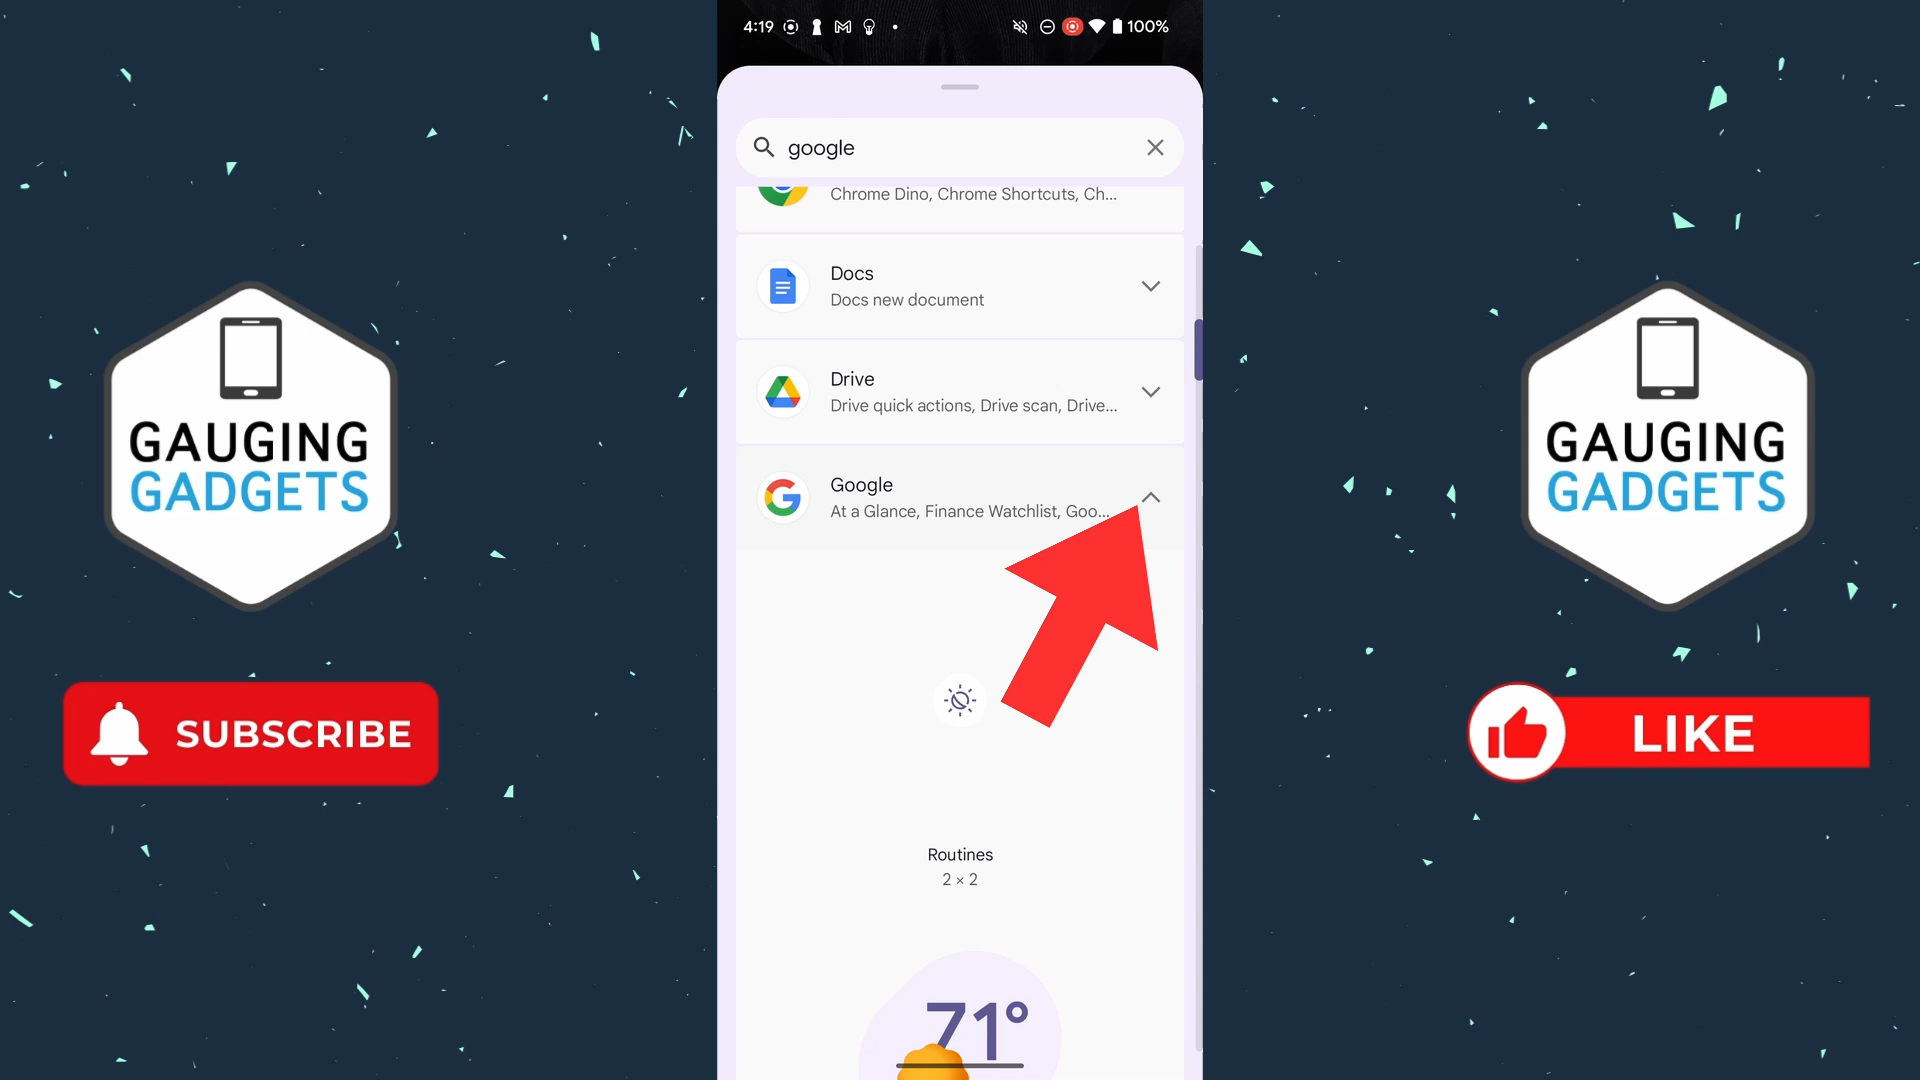 4:19
100%
google
Chrome Dino, Chrome Shortcuts, Ch...
Docs
Docs new document
Drive
Drive quick actions, Drive scan, Drive...
Google
At a Glance, Finance Watchlist, Goo...
Routines
2 × 2
71°
GAUGING
GADGETS
SUBSCRIBE
GAUGING
GADGETS
LIKE